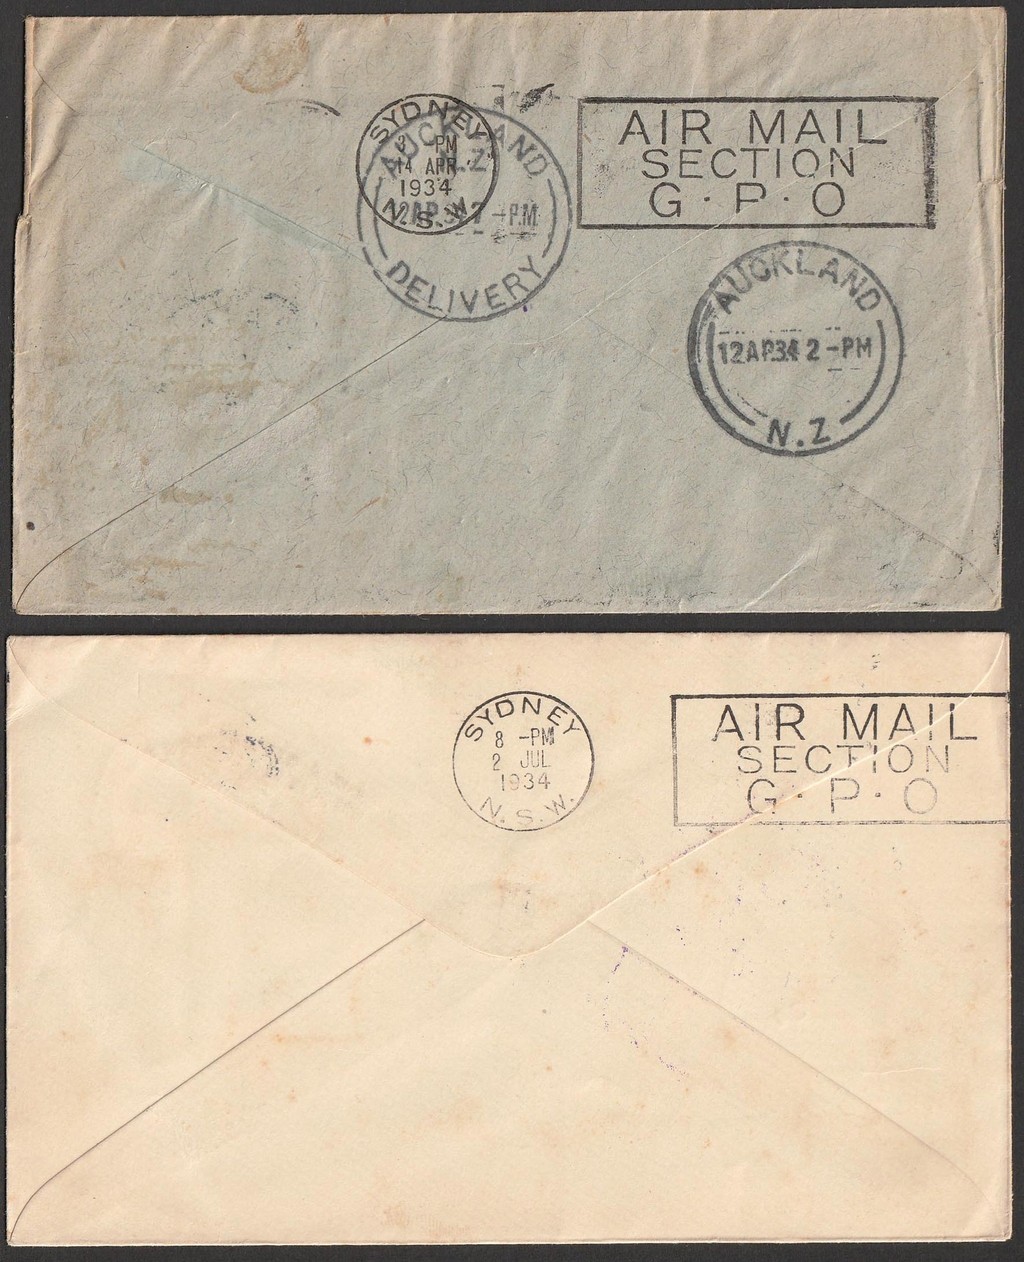 SYDNEY
PM
14 APR
1934
N.S.W.
AUCKLAND
N.Z
12AP34 7 -P.M
DELIVERY
AIR MAIL
SECTION
G.P.O
AUCKLAND
12AP34 2-PM
N.Z
SYDNEY
8 -PM
2 JUL
1934
N.S.W.
AIR MAIL
SECTION
G.P.O